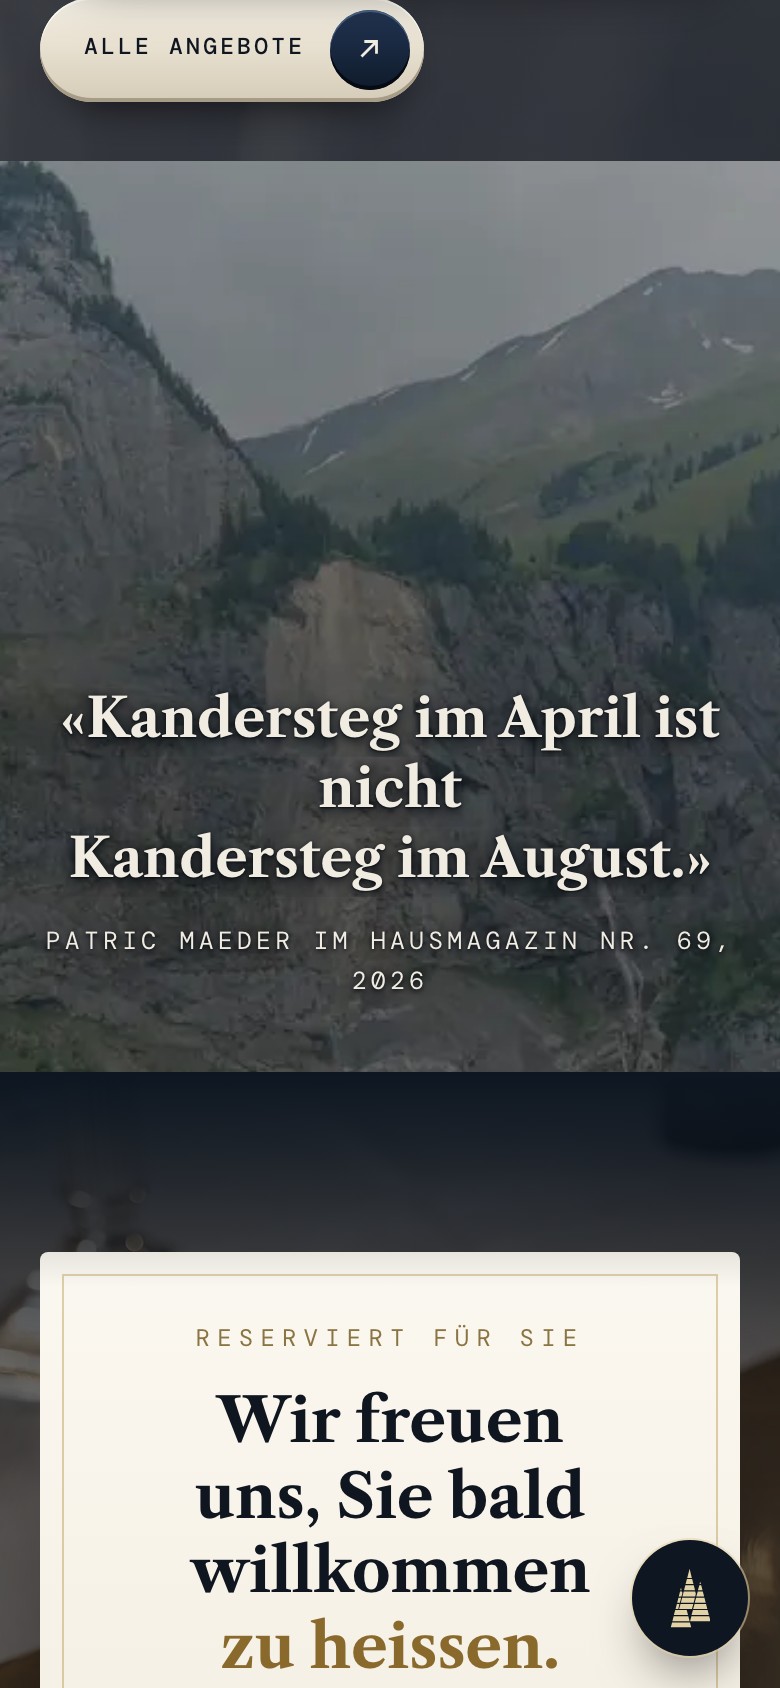 ALLE ANGEBOTE
«Kandersteg im April ist
nicht
Kandersteg im August.»
PATRIC MAEDER IM HAUSMAGAZIN NR. 69,
2026
RESERVIERT FÜR SIE
Wir freuen
uns, Sie bald
willkommen
zu heissen.